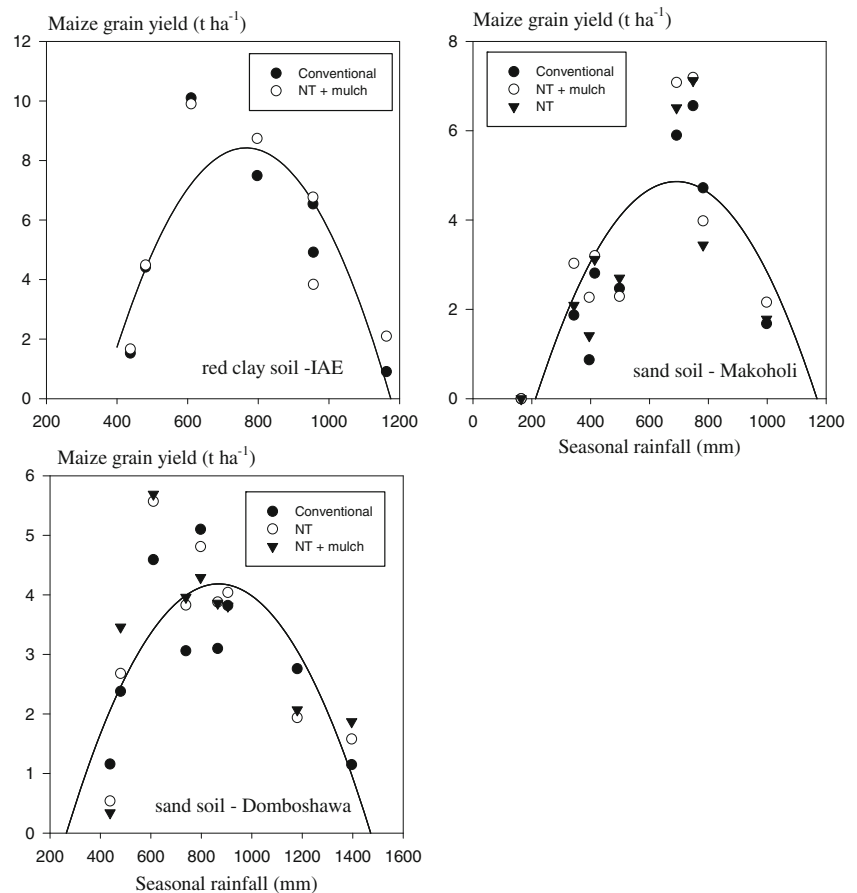 Maize grain yield (t ha-1)
12
10
8
6
4
2
0
Conventional
NT + mulch
red clay soil -IAE
200 400 600 800 1000 1200
Maize grain yield (t ha-1)
8
6
4
2
0
Conventional
NT + mulch
NT
sand soil - Makoholi
0 200 400 600 800 1000 1200
Seasonal rainfall (mm)
Maize grain yield (t ha-1)
6
5
4
3
2
1
0
Conventional
NT
NT + mulch
sand soil - Domboshawa
200 400 600 800 1000 1200 1400 1600
Seasonal rainfall (mm)